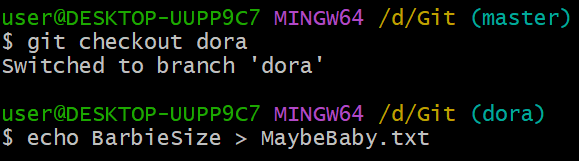 user@DESKTOP-UUPP9C7 MINGW64 /d/Git (master)
$ git checkout dora
Switched to branch 'dora'
user@DESKTOP-UUPP9C7 MINGW64 /d/Git (dora)
$ echo BarbieSize > MaybeBaby.txt